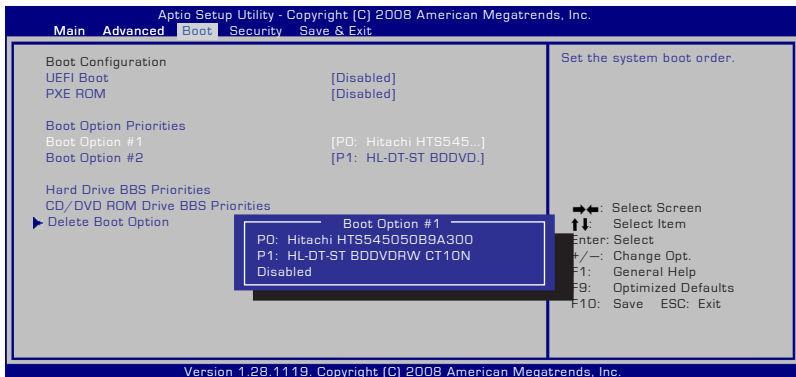 Aptio Setup Utility - Copyright (C) 2008 American Megatrends, Inc.
Main Advanced Boot Security Save & Exit
Boot Configuration
UEFI Boot [Disabled]
PXE ROM [Disabled]
Boot Option Priorities
Boot Option #1 [P0: Hitachi HTS545...]
Boot Option #2 [P1: HL-DT-ST BDDVD.]
Hard Drive BBS Priorities
CD/DVD ROM Drive BBS Priorities
Delete Boot Option
Boot Option #1
P0: Hitachi HTS545050B9A300
P1: HL-DT-ST BDDVDRW CT10N
Disabled
Set the system boot order.
→←: Select Screen
↑↓: Select Item
Enter: Select
+/—: Change Opt.
F1: General Help
F9: Optimized Defaults
F10: Save ESC: Exit
Version 1.28.1119. Copyright (C) 2008 American Megatrends, Inc.